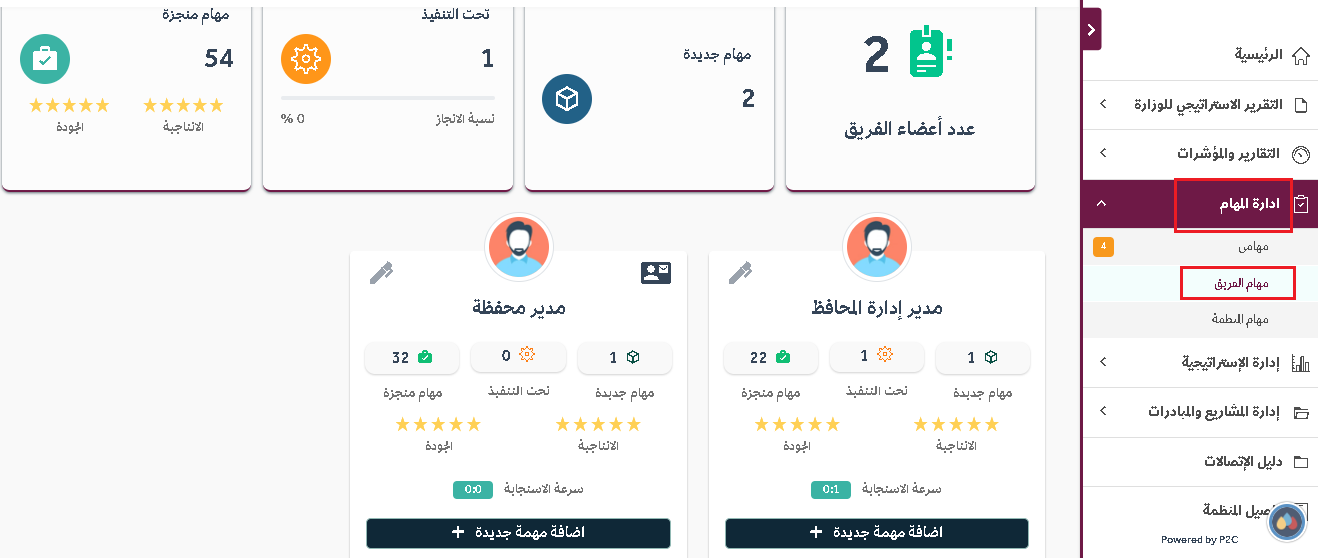 الرئيسية
التقرير الاستراتيجي للوزارة
التقارير والمؤشرات
ادارة المهام
مهامي
4
مهام الفريق
مهام المنظمة
إدارة الإستراتيجية
إدارة المشاريع والمبادرات
دليل الإتصالات
المنظمة
Powered by P2C
2
عدد أعضاء الفريق
مهام جديدة
2
تحت التنفيذ
1
نسبة الانجاز
0 %
مهام منجزة
54
الانتاجية
الجودة
مدير إدارة المحافظ
1
1
22
مهام جديدة
تحت التنفيذ
مهام منجزة
الانتاجية
الجودة
سرعة الاستجابة
0:1
اضافة مهمة جديدة +
مدير محفظة
1
0
32
مهام جديدة
تحت التنفيذ
مهام منجزة
الانتاجية
الجودة
سرعة الاستجابة
0:0
اضافة مهمة جديدة +